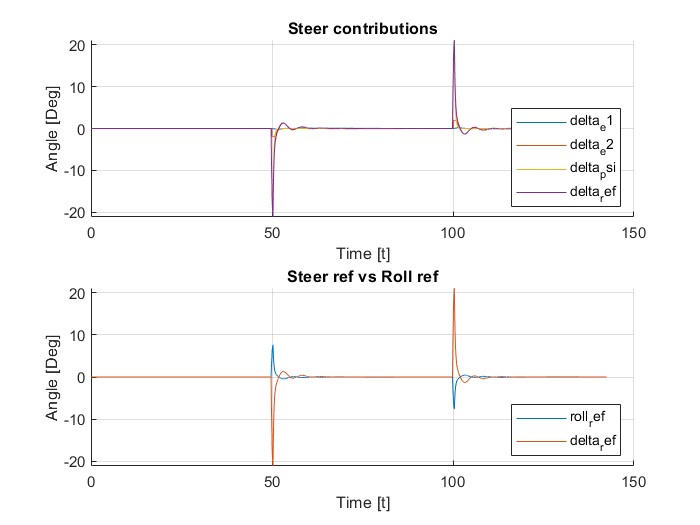 Steer contributions
Angle [Deg]
20
10
0
-10
-20
0
50
100
150
delta_e1
delta_e2
delta_psi
delta_ref
Time [t]
Steer ref vs Roll ref
Angle [Deg]
20
10
0
-10
-20
0
50
100
150
roll_ref
delta_ref
Time [t]